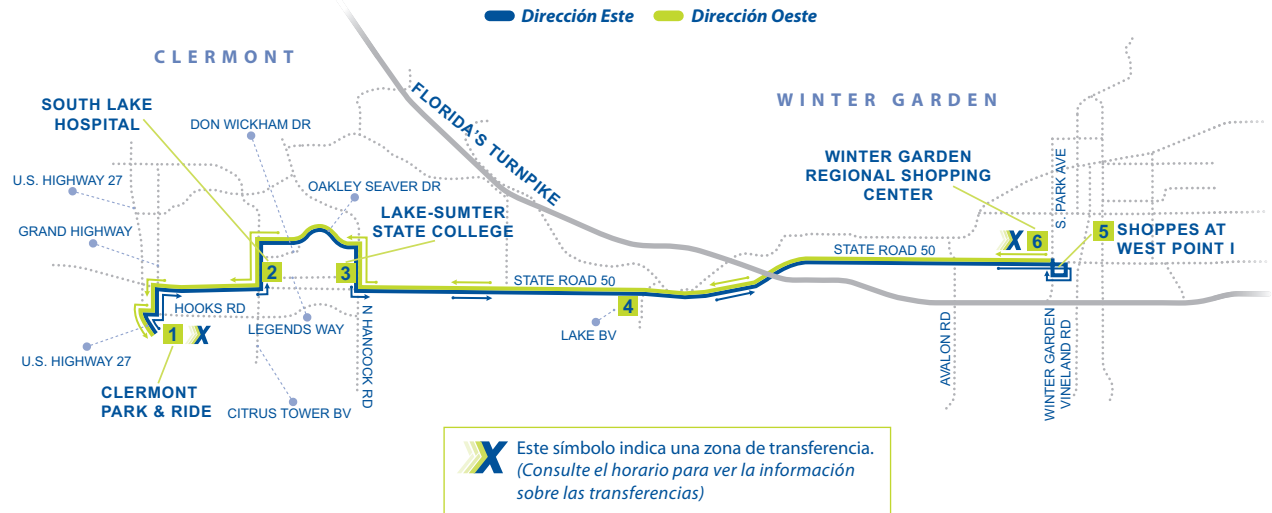 Dirección Este
Dirección Oeste
CLERMONT
WINTER GARDEN
FLORIDA'S TURNPIKE
SOUTH LAKE
HOSPITAL
DON WICKHAM DR
U.S. HIGHWAY 27
OAKLEY SEAVER DR
GRAND HIGHWAY
LAKE-SUMTER
STATE COLLEGE
WINTER GARDEN
REGIONAL SHOPPING
CENTER
S. PARK AVE
X
6
5
SHOPPES AT
WEST POINT I
STATE ROAD 50
2
3
STATE ROAD 50
HOOKS RD
4
1
X
LEGENDS WAY
LAKE BV
U.S. HIGHWAY 27
N HANCOCK RD
AVALON RD
WINTER GARDEN
VINELAND RD
CLERMONT
PARK & RIDE
CITRUS TOWER BV
X
Este símbolo indica una zona de transferencia.
(Consulte el horario para ver la información
sobre las transferencias)